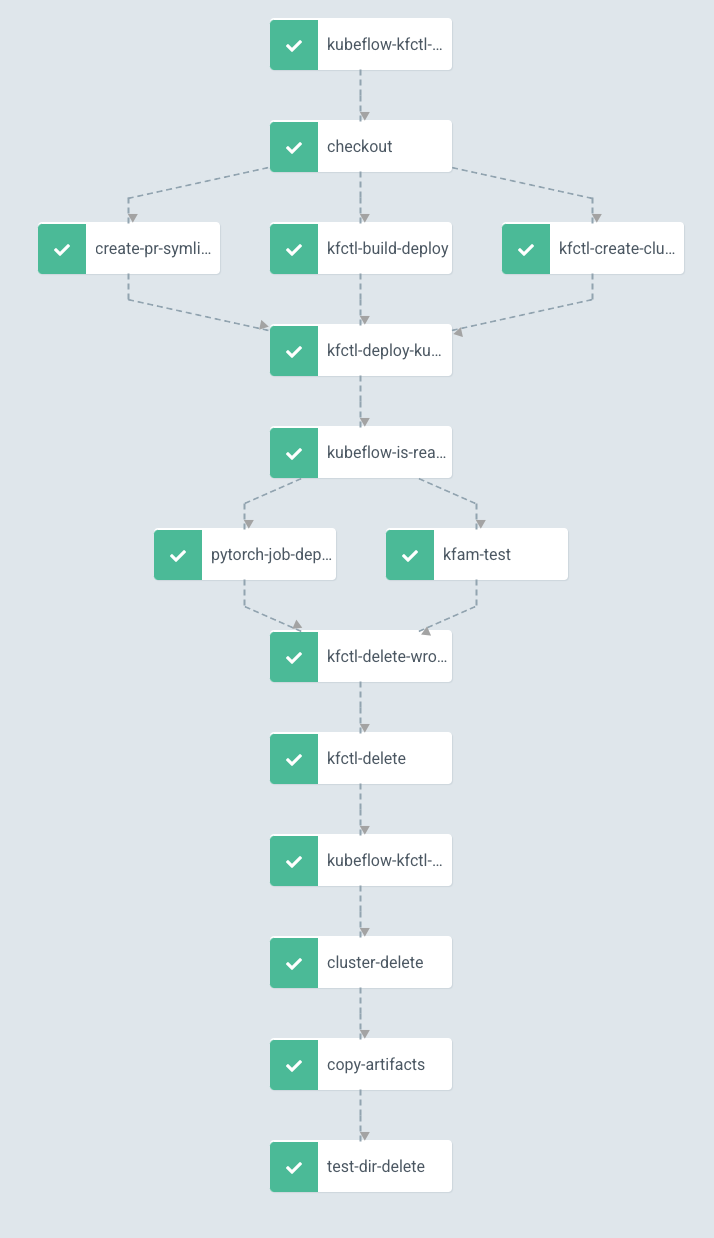 kubeflow-kfctl-…
checkout
create-pr-symli…
kfctl-build-deploy
kfctl-create-clu…
kfctl-deploy-ku…
kubeflow-is-rea…
pytorch-job-dep…
kfam-test
kfctl-delete-wro…
kfctl-delete
kubeflow-kfctl-…
cluster-delete
copy-artifacts
test-dir-delete